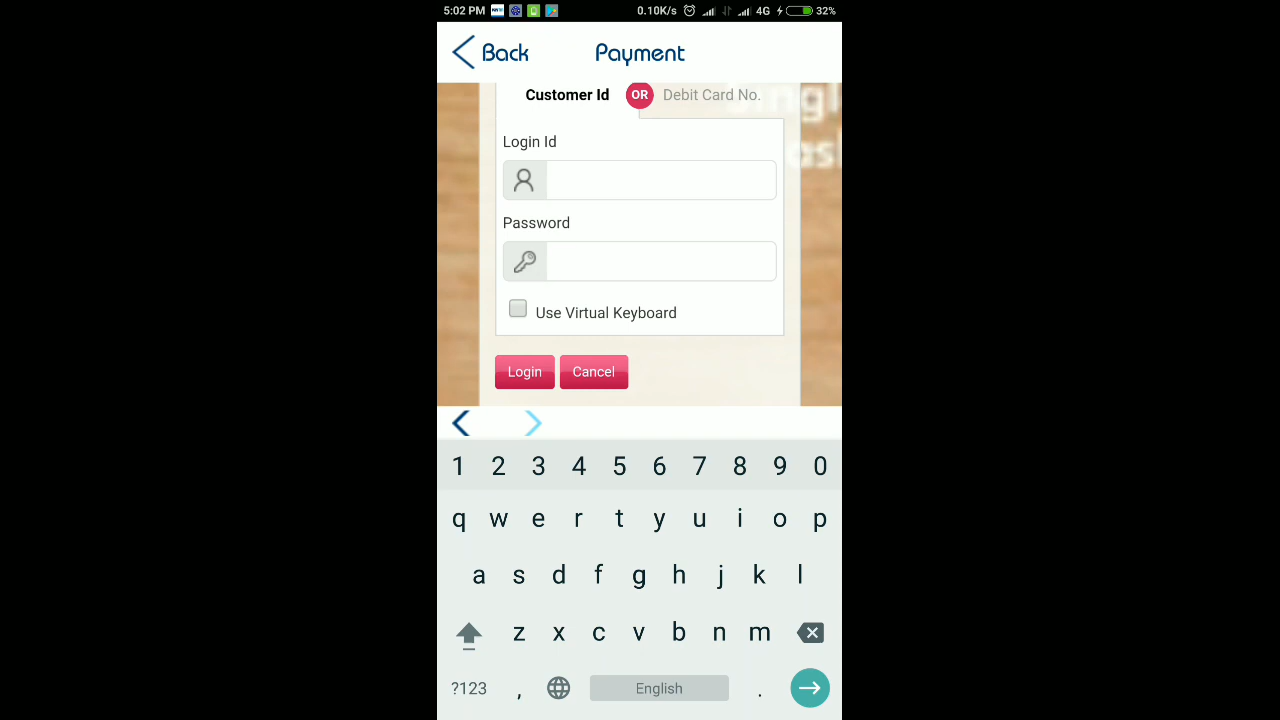 5:02 PM 0.10K/s 4G 32%
Back Payment
Customer Id OR Debit Card No.
Login Id
Password
Use Virtual Keyboard
Login Cancel
1 2 3 4 5 6 7 8 9 0
q w e r t y u i o p
a s d f g h j k l
z x c v b n m
?123 , English .